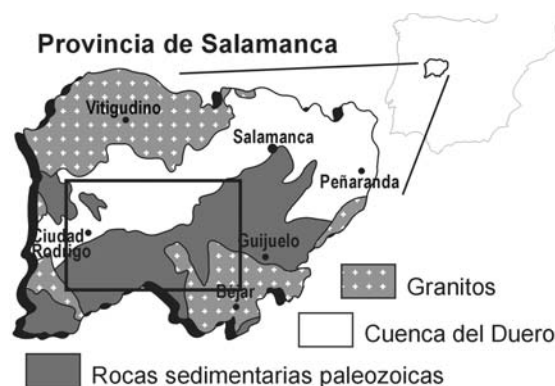 Provincia de Salamanca
Vitigudino
Salamanca
Peñaranda
Ciudad
Rodrigo
Guijuelo
Béjar
Granitos
Cuenca del Duero
Rocas sedimentarias paleozoicas